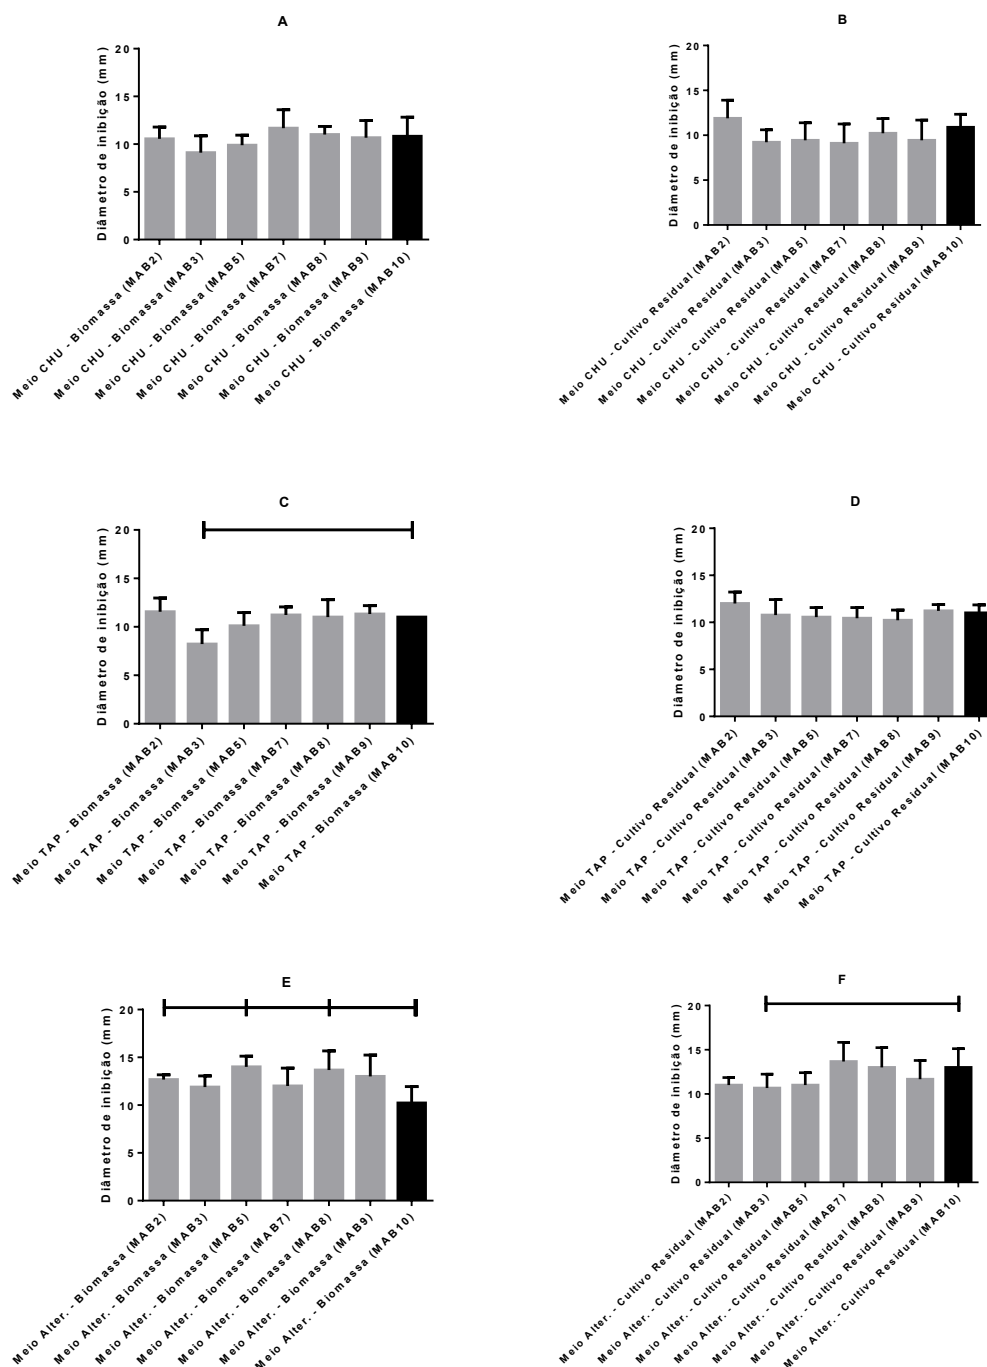 A
Diâmetro de inibição (mm)
20
15
10
5
0
Meio CHU - Biomassa (MAB2)
Meio CHU - Biomassa (MAB3)
Meio CHU - Biomassa (MAB5)
Meio CHU - Biomassa (MAB7)
Meio CHU - Biomassa (MAB8)
Meio CHU - Biomassa (MAB9)
Meio CHU - Biomassa (MAB10)
B
Diâmetro de inibição (mm)
20
15
10
5
0
Meio CHU - Cultivo Residual (MAB2)
Meio CHU - Cultivo Residual (MAB3)
Meio CHU - Cultivo Residual (MAB5)
Meio CHU - Cultivo Residual (MAB7)
Meio CHU - Cultivo Residual (MAB8)
Meio CHU - Cultivo Residual (MAB9)
Meio CHU - Cultivo Residual (MAB10)
C
Diâmetro de inibição (mm)
20
15
10
5
0
Meio TAP - Biomassa (MAB2)
Meio TAP - Biomassa (MAB3)
Meio TAP - Biomassa (MAB5)
Meio TAP - Biomassa (MAB7)
Meio TAP - Biomassa (MAB8)
Meio TAP - Biomassa (MAB9)
Meio TAP - Biomassa (MAB10)
D
Diâmetro de inibição (mm)
20
15
10
5
0
Meio TAP - Cultivo Residual (MAB2)
Meio TAP - Cultivo Residual (MAB3)
Meio TAP - Cultivo Residual (MAB5)
Meio TAP - Cultivo Residual (MAB7)
Meio TAP - Cultivo Residual (MAB8)
Meio TAP - Cultivo Residual (MAB9)
Meio TAP - Cultivo Residual (MAB10)
E
Diâmetro de inibição (mm)
20
15
10
5
0
Meio Alter. - Biomassa (MAB2)
Meio Alter. - Biomassa (MAB3)
Meio Alter. - Biomassa (MAB5)
Meio Alter. - Biomassa (MAB7)
Meio Alter. - Biomassa (MAB8)
Meio Alter. - Biomassa (MAB9)
Meio Alter. - Biomassa (MAB10)
F
Diâmetro de inibição (mm)
20
15
10
5
0
Meio Alter. - Cultivo Residual (MAB2)
Meio Alter. - Cultivo Residual (MAB3)
Meio Alter. - Cultivo Residual (MAB5)
Meio Alter. - Cultivo Residual (MAB7)
Meio Alter. - Cultivo Residual (MAB8)
Meio Alter. - Cultivo Residual (MAB9)
Meio Alter. - Cultivo Residual (MAB10)